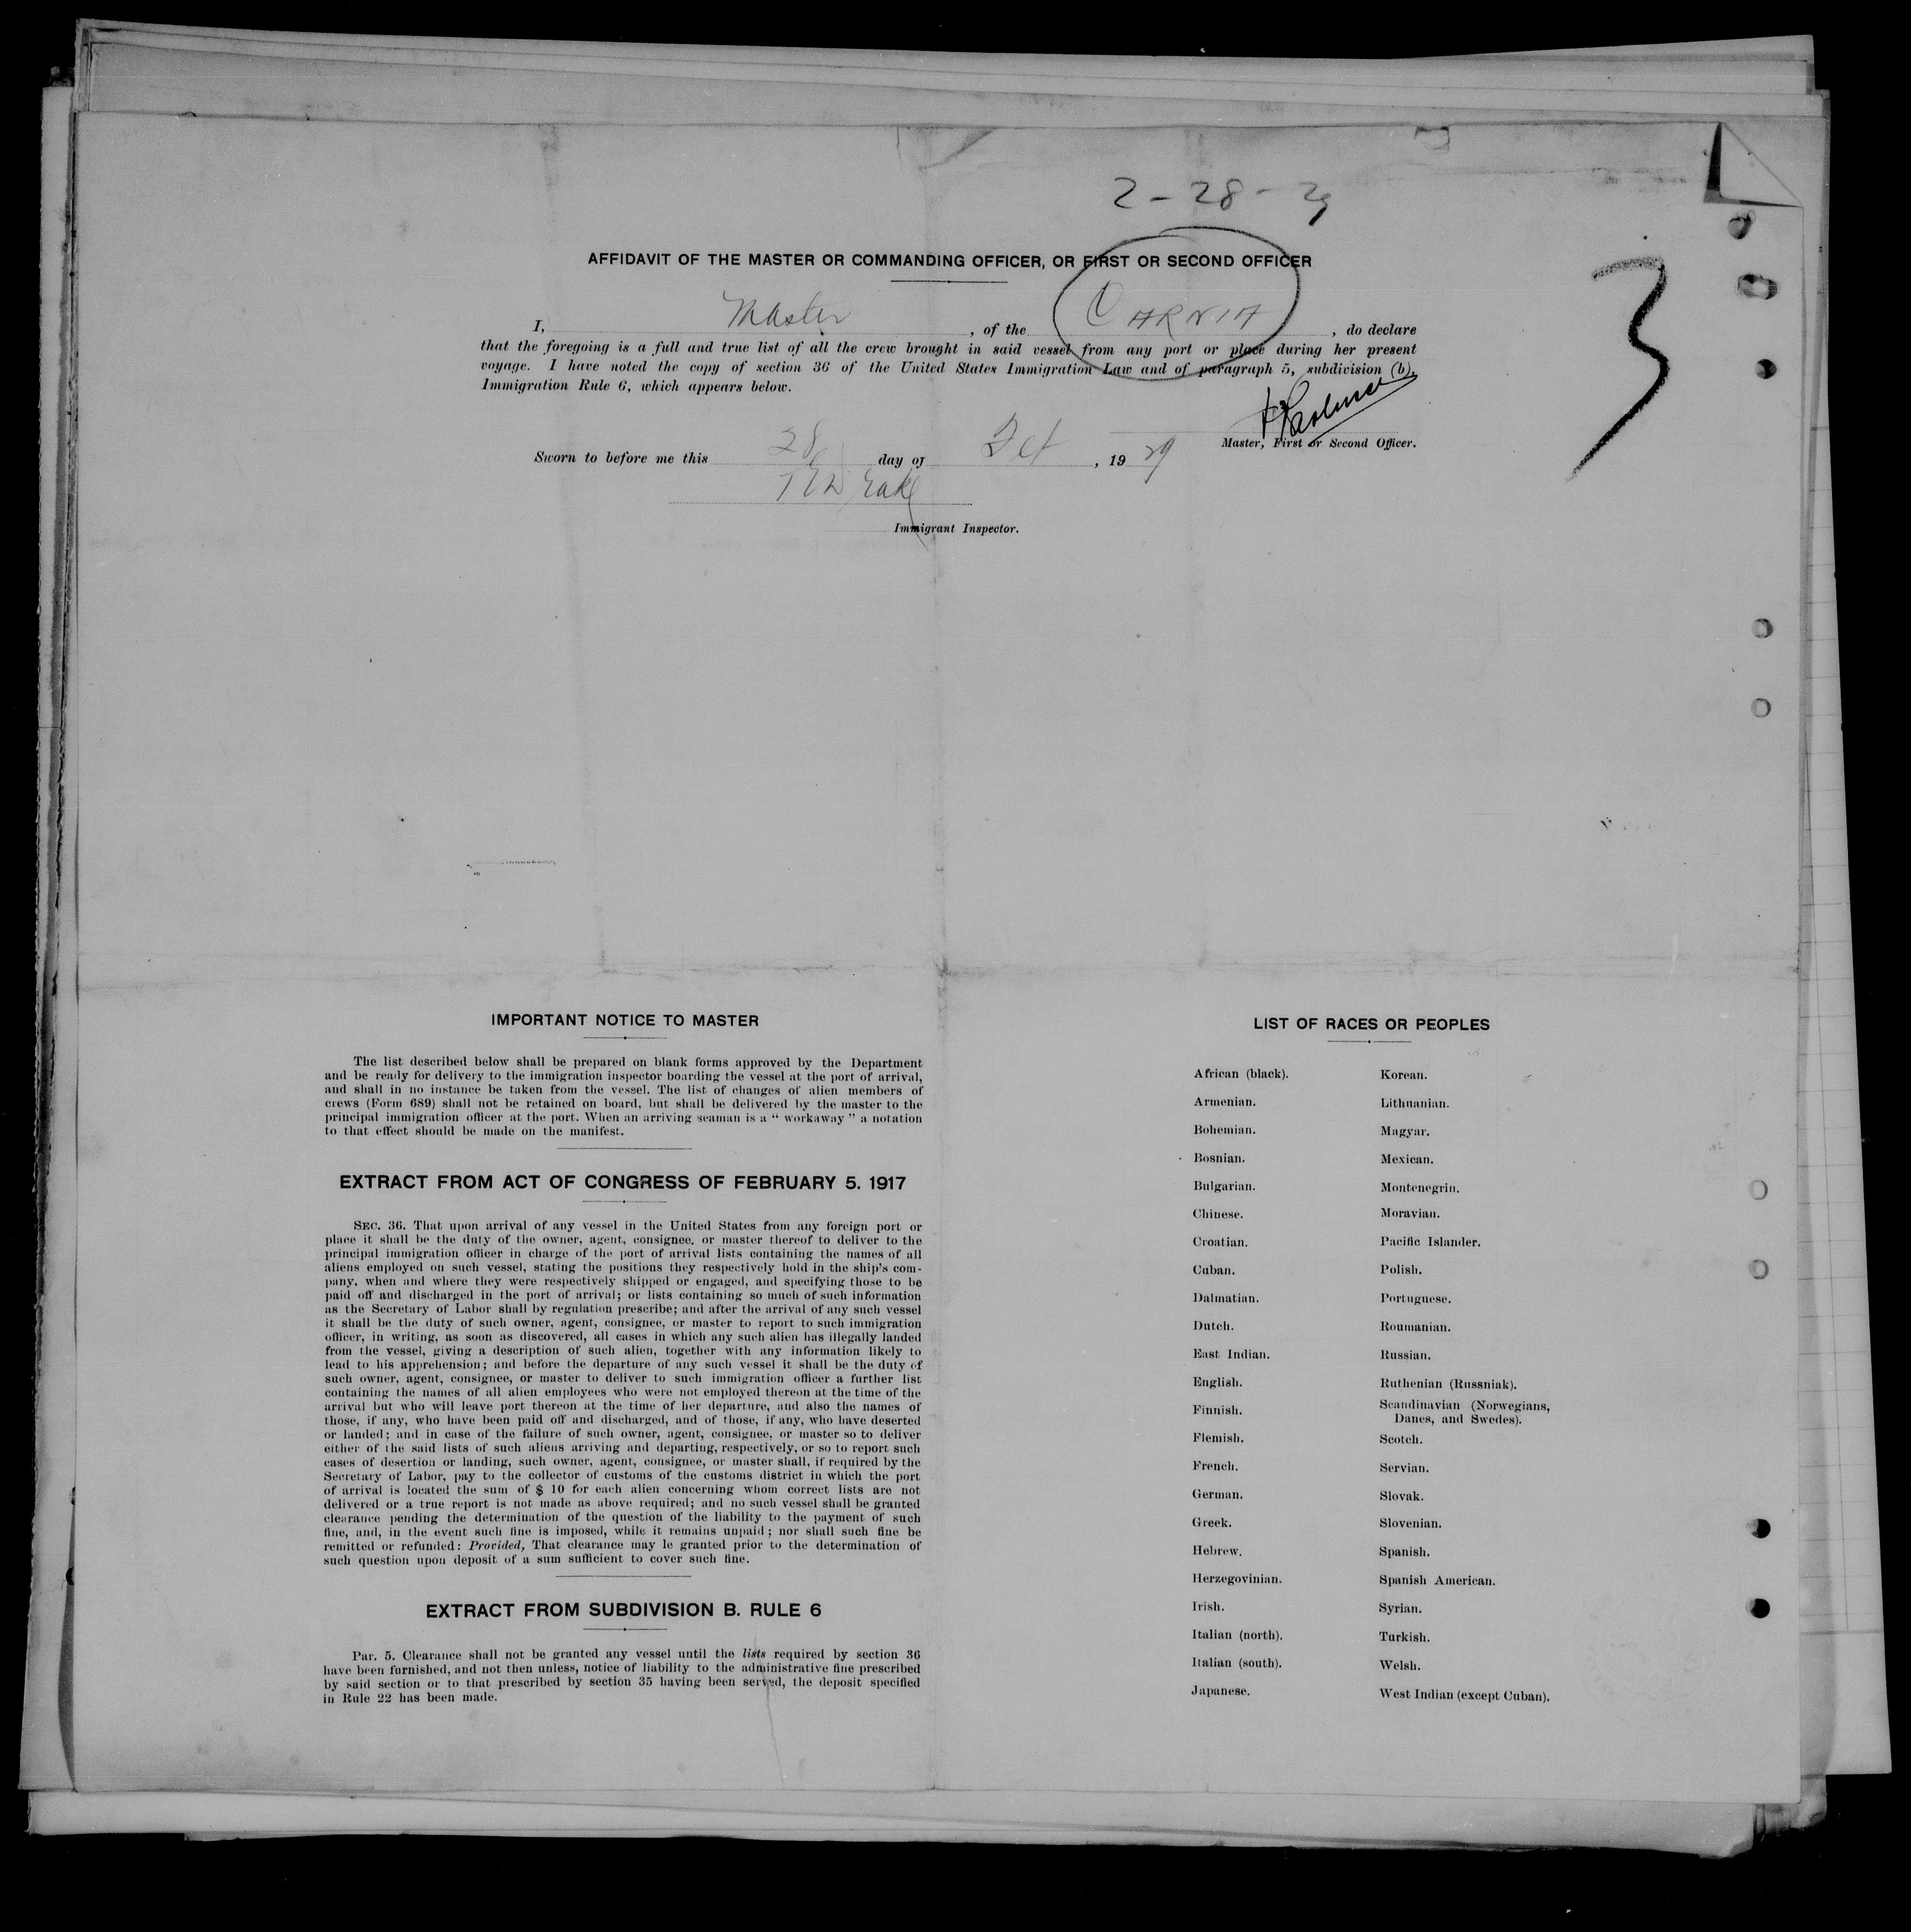 2-28-29
3
AFFIDAVIT OF THE MASTER OR COMMANDING OFFICER, OR FIRST OR SECOND OFFICER
I, Master, of the CARNIA, do declare
that the foregoing is a full and true list of all the crew brought in said vessel from any port or place during her present
voyage. I have noted the copy of section 36 of the United States Immigration Law and of paragraph 5, subdivision (b),
Immigration Rule 6, which appears below.
Master, First or Second Officer.
Sworn to before me this 28 day of Feb, 1929
Immigrant Inspector.
IMPORTANT NOTICE TO MASTER
The list described below shall be prepared on blank forms approved by the Department
and be ready for delivery to the immigration inspector boarding the vessel at the port of arrival,
and shall in no instance be taken from the vessel. The list of changes of alien members of
crews (Form 689) shall not be retained on board, but shall be delivered by the master to the
principal immigration officer at the port. When an arriving seaman is a “ workaway ” a notation
to that effect should be made on the manifest.
EXTRACT FROM ACT OF CONGRESS OF FEBRUARY 5. 1917
SEC. 36. That upon arrival of any vessel in the United States from any foreign port or
place it shall be the duty of the owner, agent, consignee, or master thereof to deliver to the
principal immigration officer in charge of the port of arrival lists containing the names of all
aliens employed on such vessel, stating the positions they respectively hold in the ship's com-
pany, when and where they were respectively shipped or engaged, and specifying those to be
paid off and discharged in the port of arrival; or lists containing so much of such information
as the Secretary of Labor shall by regulation prescribe; and after the arrival of any such vessel
it shall be the duty of such owner, agent, consignee, or master to report to such immigration
officer, in writing, as soon as discovered, all cases in which any such alien has illegally landed
from the vessel, giving a description of such alien, together with any information likely to
lead to his apprehension; and before the departure of any such vessel it shall be the duty of
such owner, agent, consignee, or master to deliver to such immigration officer a further list
containing the names of all alien employees who were not employed thereon at the time of the
arrival but who will leave port thereon at the time of her departure, and also the names of
those, if any, who have been paid off and discharged, and of those, if any, who have deserted
or landed; and in case of the failure of such owner, agent, consignee, or master so to deliver
either of the said lists of such aliens arriving and departing, respectively, or so to report such
cases of desertion or landing, such owner, agent, consignee, or master shall, if required by the
Secretary of Labor, pay to the collector of customs of the customs district in which the port
of arrival is located the sum of $ 10 for each alien concerning whom correct lists are not
delivered or a true report is not made as above required; and no such vessel shall be granted
clearance pending the determination of the question of the liability to the payment of such
fine, and, in the event such fine is imposed, while it remains unpaid; nor shall such fine be
remitted or refunded: Provided, That clearance may be granted prior to the determination of
such question upon deposit of a sum sufficient to cover such fine.
EXTRACT FROM SUBDIVISION B. RULE 6
Par. 5. Clearance shall not be granted any vessel until the lists required by section 36
have been furnished, and not then unless, notice of liability to the administrative fine prescribed
by said section or to that prescribed by section 35 having been served, the deposit specified
in Rule 22 has been made.
LIST OF RACES OR PEOPLES
African (black).
Armenian.
Bohemian.
Bosnian.
Bulgarian.
Chinese.
Croatian.
Cuban.
Dalmatian.
Dutch.
East Indian.
English.
Finnish.
Flemish.
French.
German.
Greek.
Hebrew.
Herzegovinian.
Irish.
Italian (north).
Italian (south).
Japanese.
Korean.
Lithuanian.
Magyar.
Mexican.
Montenegrin.
Moravian.
Pacific Islander.
Polish.
Portuguese.
Roumanian.
Russian.
Ruthenian (Russniak).
Scandinavian (Norwegians,
Danes, and Swedes).
Scotch.
Servian.
Slovak.
Slovenian.
Spanish.
Spanish American.
Syrian.
Turkish.
Welsh.
West Indian (except Cuban).